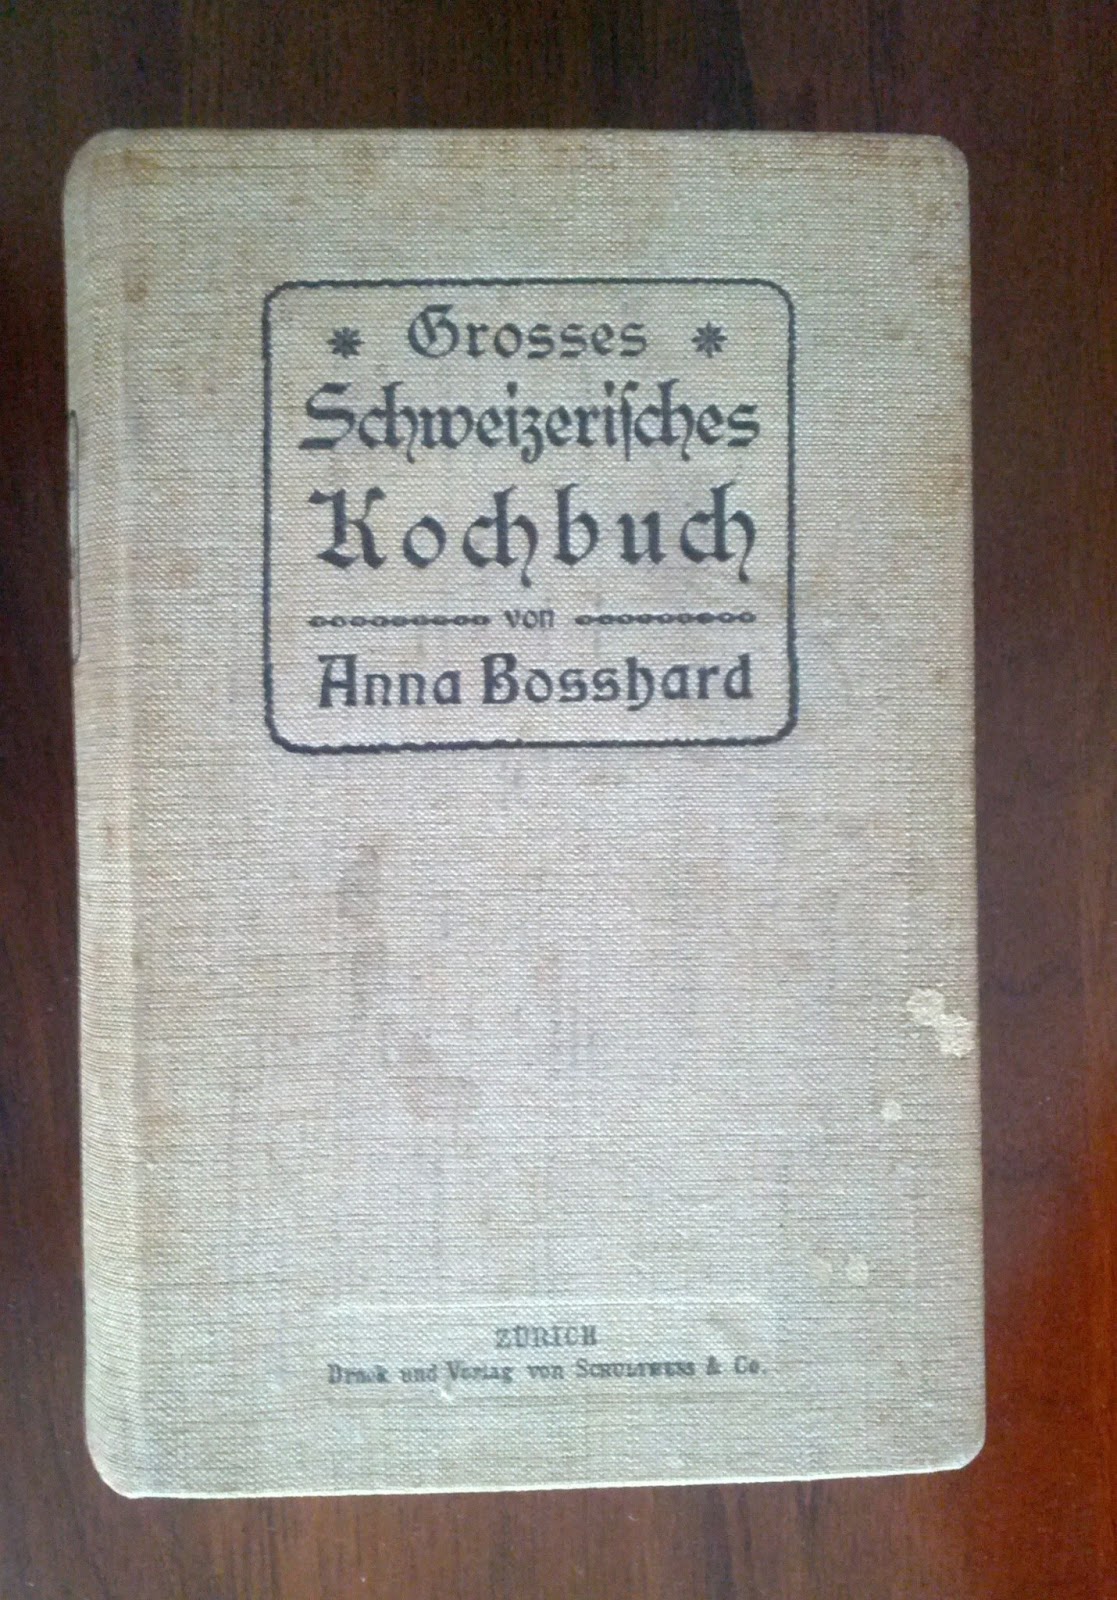 Grosses
Schweizeriſches
Kochbuch
von
Anna Bosshard
ZÜRICH
Druck und Verlag von SCHULTHESS & Co.